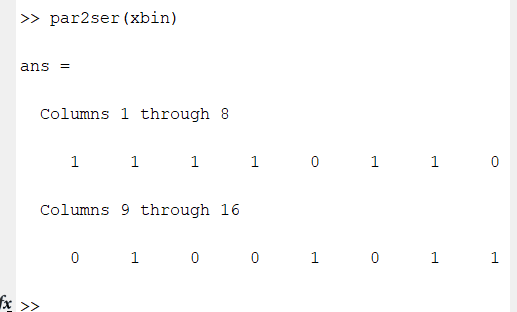 >> par2ser(xbin)
ans =
Columns 1 through 8
1 1 1 1 0 1 1 0
Columns 9 through 16
0 1 0 0 1 0 1 1
fx >>